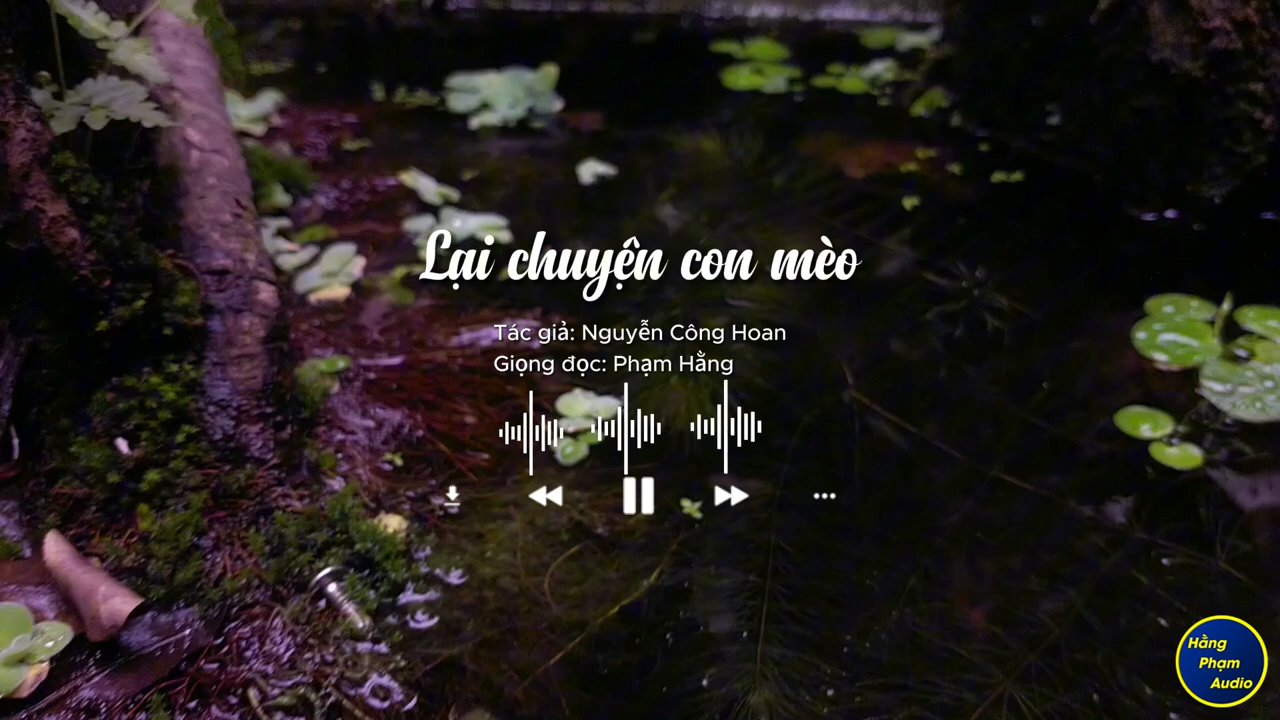 Lại chuyện con mèo
Tác giả: Nguyễn Công Hoan
Giọng đọc: Phạm Hằng
Hằng
Phạm
Audio